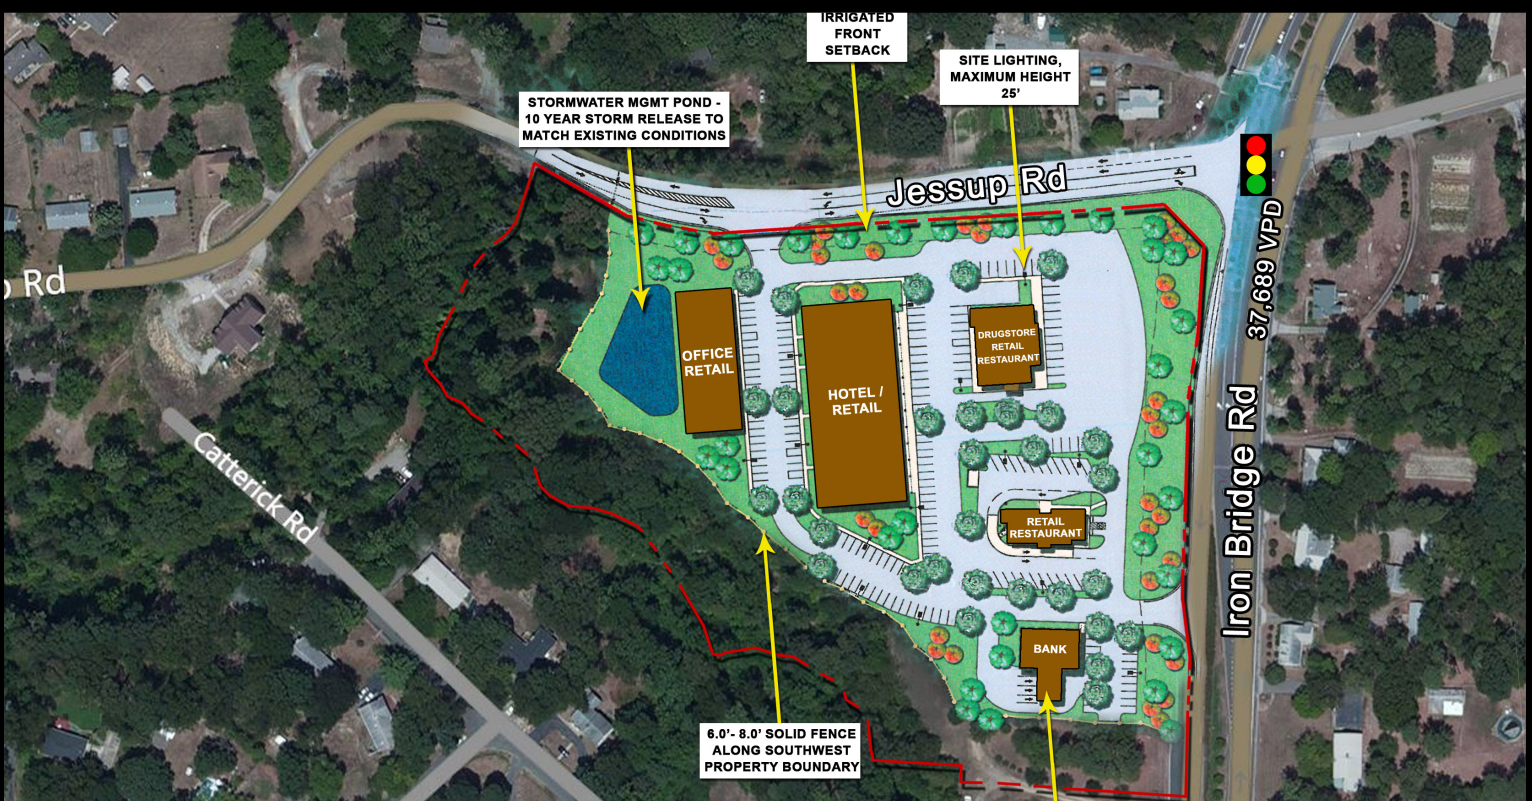 IRRIGATED
FRONT
SETBACK
SITE LIGHTING,
MAXIMUM HEIGHT
25'
STORMWATER MGMT POND -
10 YEAR STORM RELEASE TO
MATCH EXISTING CONDITIONS
Jessup Rd
37,689 VPD
Rd
OFFICE
RETAIL
HOTEL /
RETAIL
DRUGSTORE
RETAIL
RESTAURANT
Iron Bridge Rd
Catterick Rd
RETAIL
RESTAURANT
BANK
6.0'- 8.0' SOLID FENCE
ALONG SOUTHWEST
PROPERTY BOUNDARY